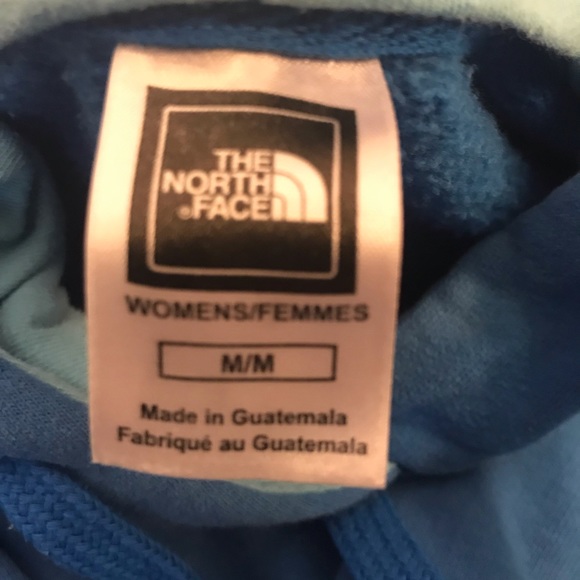 THE
NORTH
®FACE
WOMENS/FEMMES
M/M
Made in Guatemala
Fabriqué au Guatemala